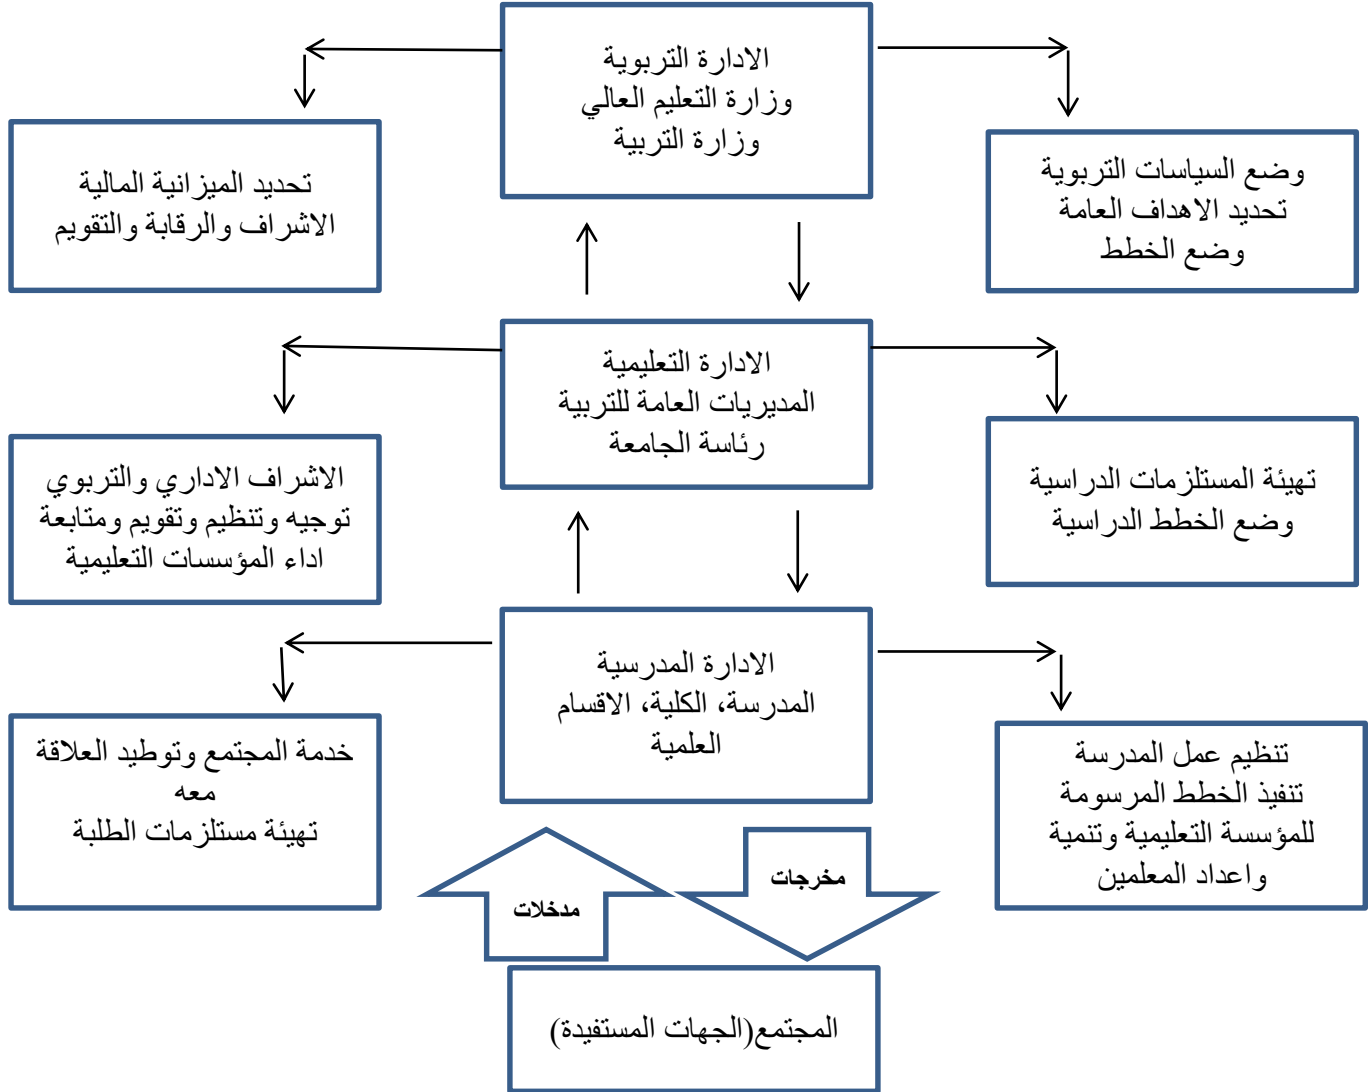 الادارة التربوية
وزارة التعليم العالي
وزارة التربية
وضع السياسات التربوية
تحديد الاهداف العامة
وضع الخطط
تحديد الميزانية المالية
الاشراف والرقابة والتقويم
الادارة التعليمية
المديريات العامة للتربية
رئاسة الجامعة
تهيئة المستلزمات الدراسية
وضع الخطط الدراسية
الاشراف الاداري والتربوي
توجيه وتنظيم وتقويم ومتابعة
اداء المؤسسات التعليمية
الادارة المدرسية
المدرسة، الكلية، الاقسام
العلمية
تنظيم عمل المدرسة
تنفيذ الخطط المرسومة
للمؤسسة التعليمية وتنمية
واعداد المعلمين
خدمة المجتمع وتوطيد العلاقة
معه
تهيئة مستلزمات الطلبة
مخرجات
مدخلات
المجتمع(الجهات المستفيدة)